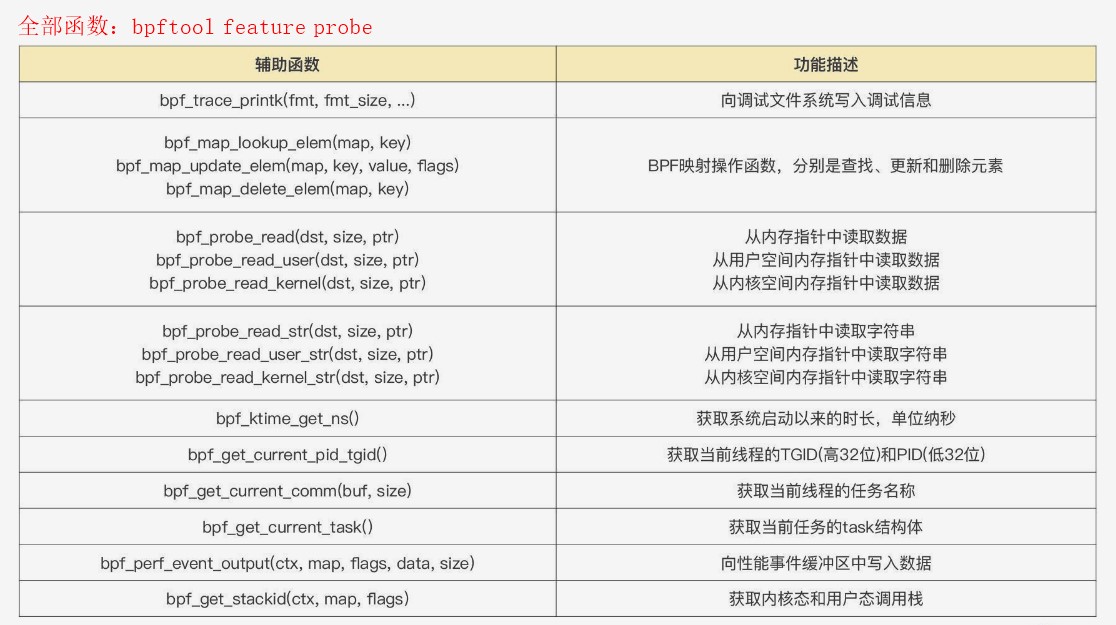 全部函数：bpftool feature probe
辅助函数
功能描述
bpf_trace_printk(fmt, fmt_size, ...)
向调试文件系统写入调试信息
bpf_map_lookup_elem(map, key)
bpf_map_update_elem(map, key, value, flags)
bpf_map_delete_elem(map, key)
BPF映射操作函数，分别是查找、更新和删除元素
bpf_probe_read(dst, size, ptr)
bpf_probe_read_user(dst, size, ptr)
bpf_probe_read_kernel(dst, size, ptr)
从内存指针中读取数据
从用户空间内存指针中读取数据
从内核空间内存指针中读取数据
bpf_probe_read_str(dst, size, ptr)
bpf_probe_read_user_str(dst, size, ptr)
bpf_probe_read_kernel_str(dst, size, ptr)
从内存指针中读取字符串
从用户空间内存指针中读取字符串
从内核空间内存指针中读取字符串
bpf_ktime_get_ns()
获取系统启动以来的时长，单位纳秒
bpf_get_current_pid_tgid()
获取当前线程的TGID(高32位)和PID(低32位)
bpf_get_current_comm(buf, size)
获取当前线程的任务名称
bpf_get_current_task()
获取当前任务的task结构体
bpf_perf_event_output(ctx, map, flags, data, size)
向性能事件缓冲区中写入数据
bpf_get_stackid(ctx, map, flags)
获取内核态和用户态调用栈